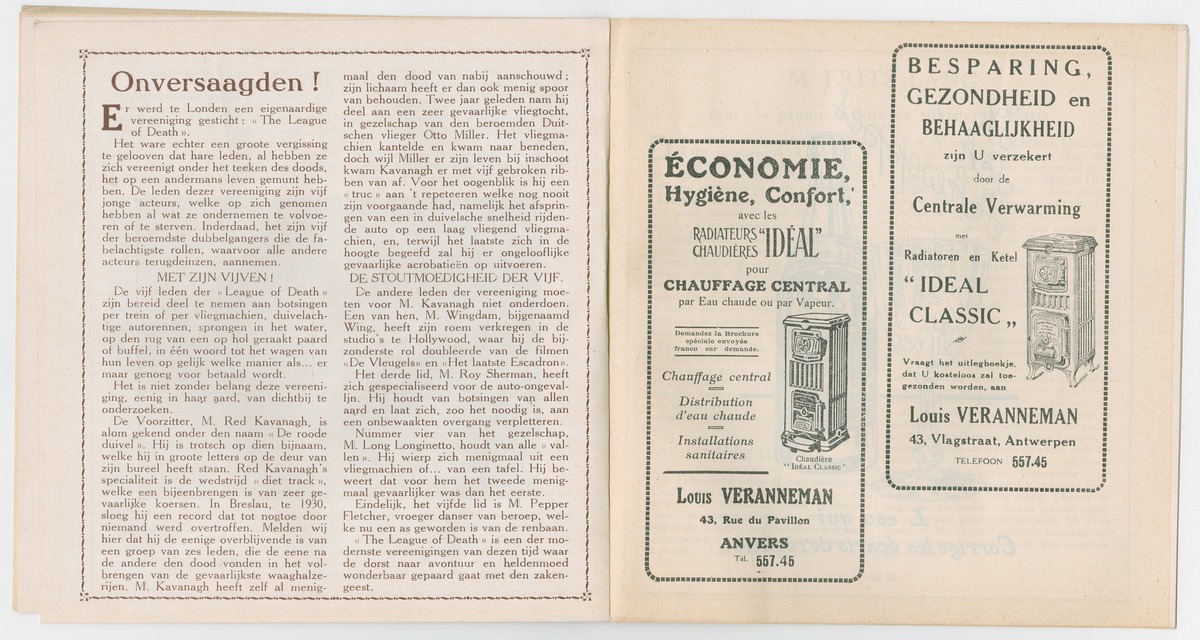 Onversaagden !
Er werd te Londen een eigenaardige
vereeniging gesticht : « The League
of Death ».
Het ware echter een groote vergissing
te gelooven dat hare leden, al hebben ze
zich vereenigt onder het teeken des doods,
het op een andermans leven gemunt heb-
ben. De leden dezer vereeniging zijn vijf
jonge acteurs, welke op zich genomen
hebben al wat ze ondernemen te volvoe-
ren of te sterven. Inderdaad, het zijn vijf
der beroemdste dubbelgangers die de fa-
belachtigste rollen, waarvoor alle andere
acteurs terugdeinzen, aannemen.
MET ZIJN VIJVEN !
De vijf leden der « League of Death »
zijn bereid deel te nemen aan botsingen
per trein of per vliegmachien, duivelach-
tige autorennen, sprongen in het water,
op den rug van een op hol geraakt paard
of buffel, in één woord tot het wagen van
hun leven op gelijk welke manier als... er
maar genoeg voor betaald wordt.
Het is niet zonder belang deze vereeni-
ging, eenig in haar aard, van dichtbij te
onderzoeken.
De Voorzitter, M. Red Kavanagh, is
alom gekend onder den naam « De roode
duivel ». Hij is trotsch op dien bijnaam,
welke hij in groote letters op de deur van
zijn bureel heeft staan. Red Kavanagh's
specialiteit is de wedstrijd « diet track »,
welke een bijeenbrengen is van zeer ge-
vaarlijke koersen. In Breslau, te 1930,
sloeg hij een record dat tot nogtoe door
niemand werd overtroffen. Melden wij
hier dat hij de eenige overblijvende is van
een groep van zes leden, die de eene na
de andere den dood vonden in het vol-
brengen van de gevaarlijkste waaghalze-
rijen. M. Kavanagh heeft zelf al menig-
maal den dood van nabij aanschouwd ;
zijn lichaam heeft er dan ook menig spoor
van behouden. Twee jaar geleden nam hij
deel aan een zeer gevaarlijke vliegtocht,
in gezelschap van den beroemden Duit-
schen vlieger Otto Miller. Het vliegma-
chien kantelde en kwam naar beneden,
doch wijl Miller er zijn leven bij inschoot
kwam Kavanagh er met vijf gebroken rib-
ben van af. Voor het oogenblik is hij een
« truc » aan 't repeteeren welke nog nooit
zijn voorgaande had, namelijk het afsprin-
gen van een in duivelsche snelheid rijden-
de auto op een laag vliegend vliegma-
chien, en, terwijl het laatste zich in de
hoogte begeefd zal hij er ongelooflijke
gevaarlijke acrobatieën op uitvoeren.
DE STOUTMOEDIGHEID DER VIJF.
De andere leden der vereeniging moe-
ten voor M. Kavanagh niet onderdoen.
Een van hen, M. Wingdam, bijgenaamd
Wing, heeft zijn roem verkregen in de
studio's te Hollywood, waar hij de bij-
zonderste rol doubleerde van de filmen
«De Vleugels» en «Het laatste Escadron».
Het derde lid, M. Roy Sherman, heeft
zich gespecialiseerd voor de auto-ongeval-
ljn. Hij houdt van botsingen van allen
aard en laat zich, zoo het noodig is, aan
een onbewaakten overgang verpletteren.
Nummer vier van het gezelschap,
M. Long Longinetto, houdt van alle « val-
len ». Hij wierp zich menigmaal uit een
vliegmachien of... van een tafel. Hij be-
weert dat voor hem het tweede menig-
maal gevaarlijker was dan het eerste.
Eindelijk, het vijfde lid is M. Pepper
Fletcher, vroeger danser van beroep, wel-
ke nu een as geworden is van de renbaan.
« The League of Death » is een der mo-
dernste vereenigingen van dezen tijd waar
de dorst naar avontuur en heldenmoed
wonderbaar gepaard gaat met den zaken-
geest.
ÉCONOMIE,
Hygiène, Confort,
avec les
RADIATEURS
CHAUDIÈRES "IDÉAL"
pour
CHAUFFAGE CENTRAL
par Eau chaude ou par Vapeur.
Demandez la Brochure
spéciale envoyée
franco sur demande.
Chauffage central
Distribution
d'eau chaude
Installations
sanitaires
Chaudière
"IDÉAL CLASSIC"
Louis VERANNEMAN
43, Rue du Pavillon
ANVERS
Tél. 557.45
BESPARING,
GEZONDHEID en
BEHAAGLIJKHEID
zijn U verzekert
door de
Centrale Verwarming
met
Radiatoren en Ketel
"IDEAL
CLASSIC„
Vraagt het uitlegboekje,
dat U kosteloos zal toe-
gezonden worden, aan
Louis VERANNEMAN
43, Vlagstraat, Antwerpen
TELEFOON 557.45